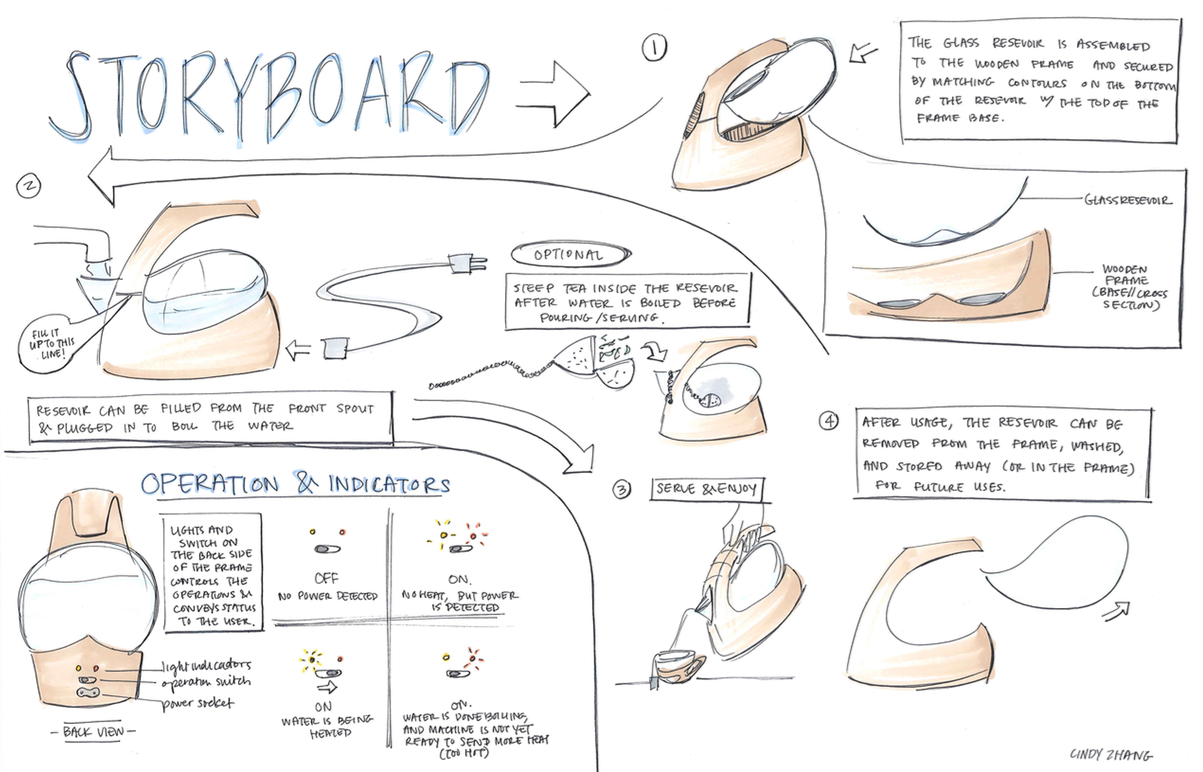 STORYBOARD
1
THE GLASS RESEVOIR IS ASSEMBLED
TO THE WOODEN FRAME AND SECURED
BY MATCHING CONTOURS ON THE BOTTOM
OF THE RESEVOIR W/ THE TOP OF THE
FRAME BASE.
GLASS RESEVOIR
WOODEN
FRAME
(BASE//CROSS
SECTION)
2
FILL IT
UP TO THIS
LINE!
RESEVOIR CAN BE FILLED FROM THE FRONT SPOUT
& PLUGGED IN TO BOIL THE WATER
OPTIONAL
STEEP TEA INSIDE THE RESEVOIR
AFTER WATER IS BOILED BEFORE
POURING/SERVING.
3
SERVE & ENJOY
4
AFTER USAGE, THE RESEVOIR CAN BE
REMOVED FROM THE FRAME, WASHED,
AND STORED AWAY (OR IN THE FRAME)
FOR FUTURE USES.
OPERATION & INDICATORS
LIGHTS AND
SWITCH ON
THE BACK SIDE
OF THE FRAME
CONTROLS THE
OPERATIONS &
CONVEYS STATUS
TO THE USER.
light indicators
operation switch
power socket
- BACK VIEW -
OFF
NO POWER DETECTED
ON.
NO HEAT, BUT POWER
IS DETECTED
ON
WATER IS BEING
HEATED
ON.
WATER IS DONE BOILING,
AND MACHINE IS NOT YET
READY TO SEND MORE HEAT
(TOO HOT)
CINDY ZHANG